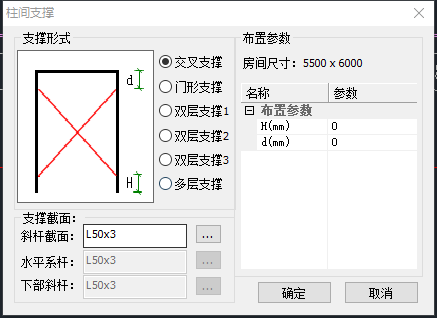 柱间支撑
支撑形式
d
H
交叉支撑
门形支撑
双层支撑1
双层支撑2
双层支撑3
多层支撑
支撑截面:
斜杆截面: L50x3 ...
水平系杆: L50x3 ...
下部斜杆: L50x3 ...
布置参数
房间尺寸: 5500 x 6000
名称 参数
布置参数
H(mm) 0
d(mm) 0
确定 取消